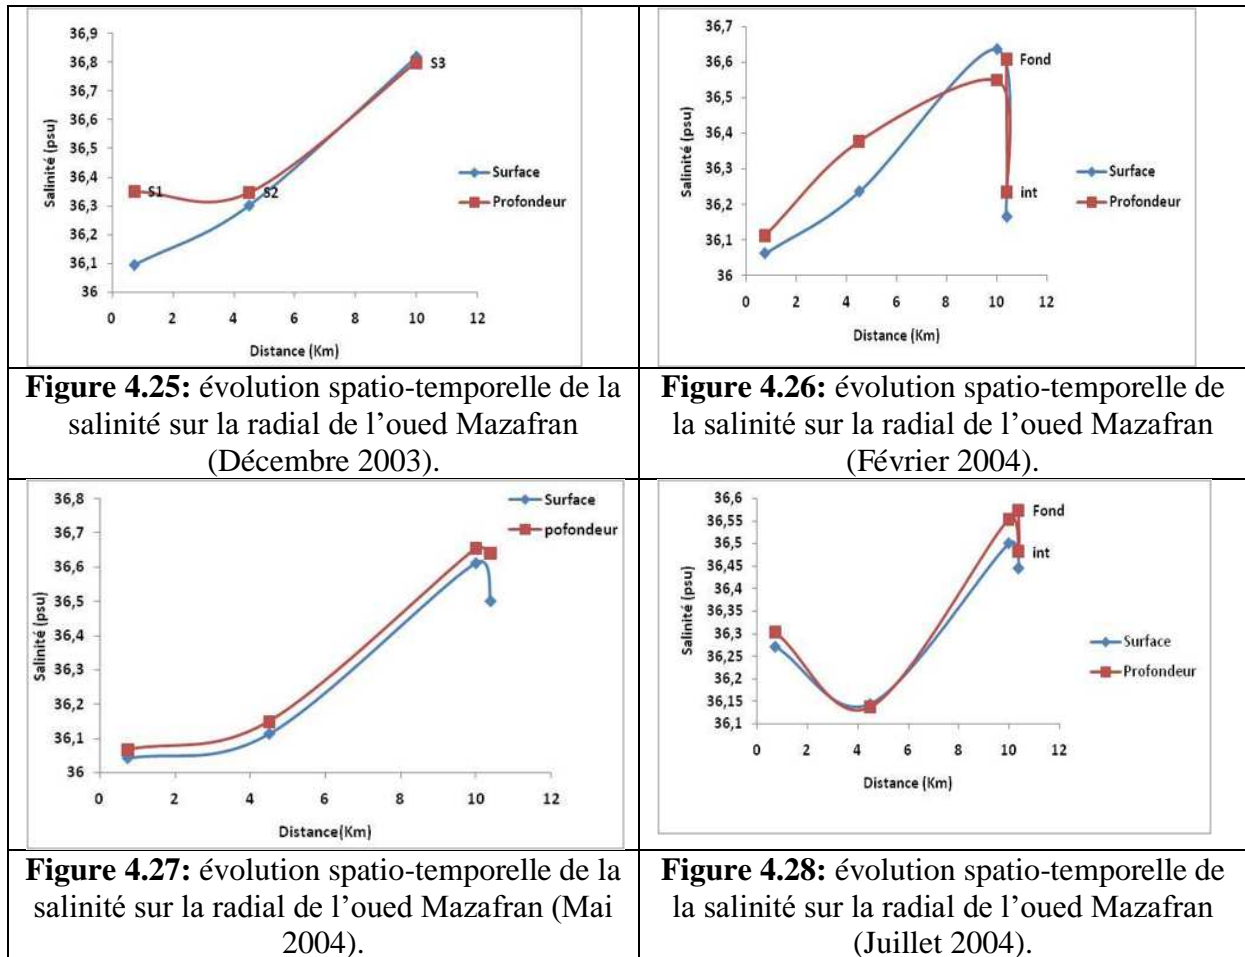 36,9
36,8
36,7
36,6
36,5
36,4
36,3
36,2
36,1
36
Salinité (psu)
S1
S2
S3
Surface
Profondeur
0 2 4 6 8 10 12
Distance (Km)
36,7
36,6
36,5
36,4
36,3
36,2
36,1
36
Salinité (psu)
Fond
int
Surface
Profondeur
0 2 4 6 8 10 12
Distance (Km)
Figure 4.25: évolution spatio-temporelle de la
salinité sur la radial de l’oued Mazafran
(Décembre 2003).
Figure 4.26: évolution spatio-temporelle de
la salinité sur la radial de l’oued Mazafran
(Février 2004).
36,8
36,7
36,6
36,5
36,4
36,3
36,2
36,1
36
Salinité (psu)
Surface
pofondeur
0 2 4 6 8 10 12
Distance(Km)
36,6
36,55
36,5
36,45
36,4
36,35
36,3
36,25
36,2
36,15
36,1
Salinité (psu)
Fond
int
Surface
Profondeur
0 2 4 6 8 10 12
Distance (Km)
Figure 4.27: évolution spatio-temporelle de la
salinité sur la radial de l’oued Mazafran (Mai
2004).
Figure 4.28: évolution spatio-temporelle de
la salinité sur la radial de l’oued Mazafran
(Juillet 2004).